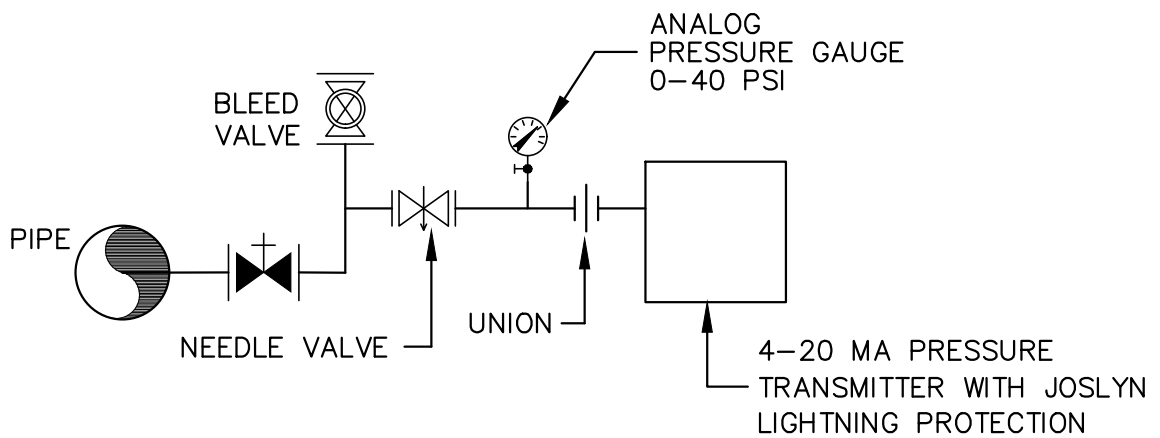 ANALOG
PRESSURE GAUGE
0-40 PSI
BLEED
VALVE
PIPE
NEEDLE VALVE
UNION
4-20 MA PRESSURE
TRANSMITTER WITH JOSLYN
LIGHTNING PROTECTION